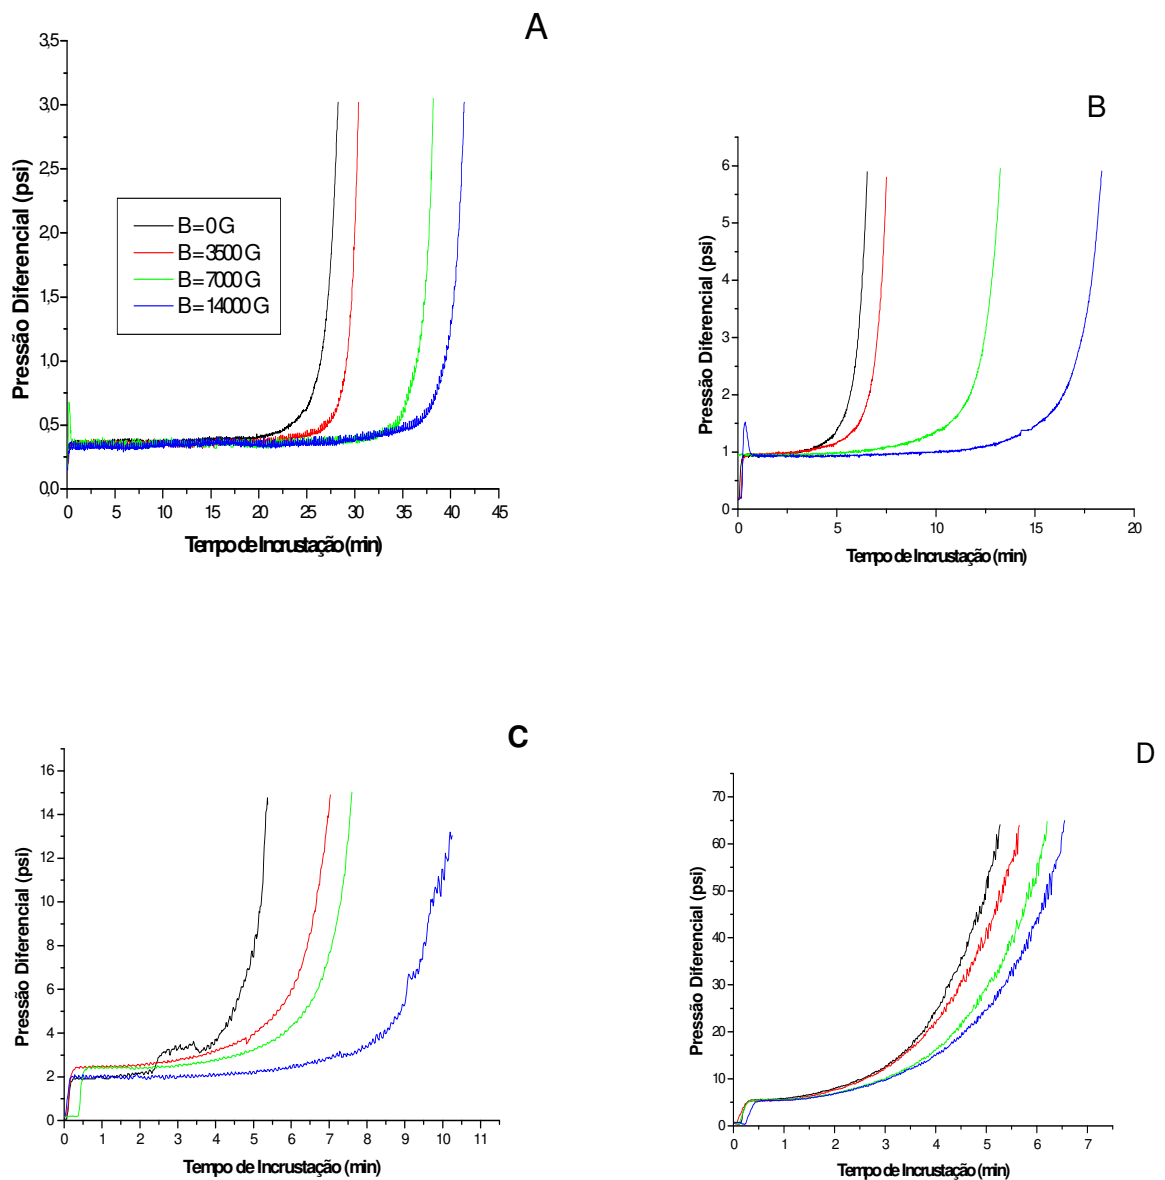 A
3,5
3,0
2,5
2,0
1,5
1,0
0,5
0,0
Pressão Diferencial (psi)
B= 0 G
B= 3500 G
B= 7000 G
B= 14000 G
0 5 10 15 20 25 30 35 40 45
Tempo de Incrustação (min)
B
6
5
4
3
2
1
0
Pressão Diferencial (psi)
0 5 10 15 20
Tempo de Incrustação (min)
C
16
14
12
10
8
6
4
2
0
Pressão Diferencial (psi)
0 1 2 3 4 5 6 7 8 9 10 11
Tempo de Incrustação (min)
D
70
60
50
40
30
20
10
0
Pressão Diferencial (psi)
0 1 2 3 4 5 6 7
Tempo de Incrustação (min)